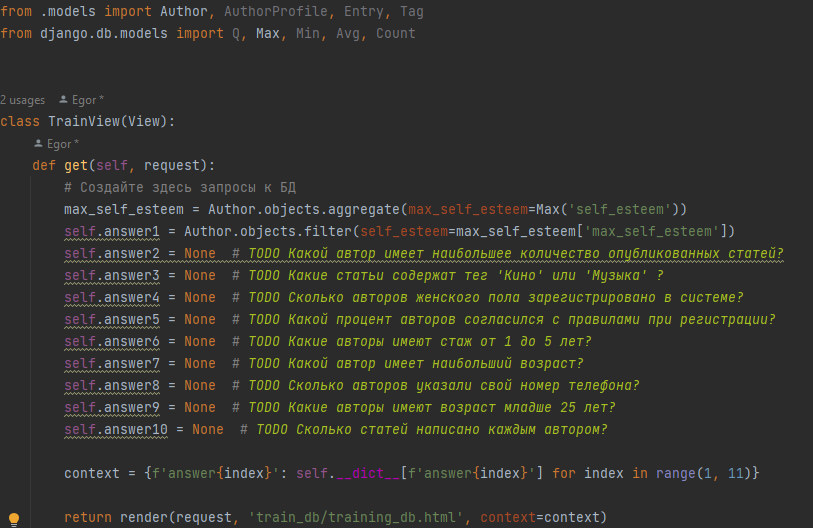 from .models import Author, AuthorProfile, Entry, Tag
from django.db.models import Q, Max, Min, Avg, Count
2 usages Egor *
class TrainView(View):
Egor *
def get(self, request):
# Создайте здесь запросы к БД
max_self_esteem = Author.objects.aggregate(max_self_esteem=Max('self_esteem'))
self.answer1 = Author.objects.filter(self_esteem=max_self_esteem['max_self_esteem'])
self.answer2 = None # TODO Какой автор имеет наибольшее количество опубликованных статей?
self.answer3 = None # TODO Какие статьи содержат тег 'Кино' или 'Музыка' ?
self.answer4 = None # TODO Сколько авторов женского пола зарегистрировано в системе?
self.answer5 = None # TODO Какой процент авторов согласился с правилами при регистрации?
self.answer6 = None # TODO Какие авторы имеют стаж от 1 до 5 лет?
self.answer7 = None # TODO Какой автор имеет наибольший возраст?
self.answer8 = None # TODO Сколько авторов указали свой номер телефона?
self.answer9 = None # TODO Какие авторы имеют возраст младше 25 лет?
self.answer10 = None # TODO Сколько статей написано каждым автором?
context = {f'answer{index}': self.__dict__[f'answer{index}'] for index in range(1, 11)}
return render(request, 'train_db/training_db.html', context=context)